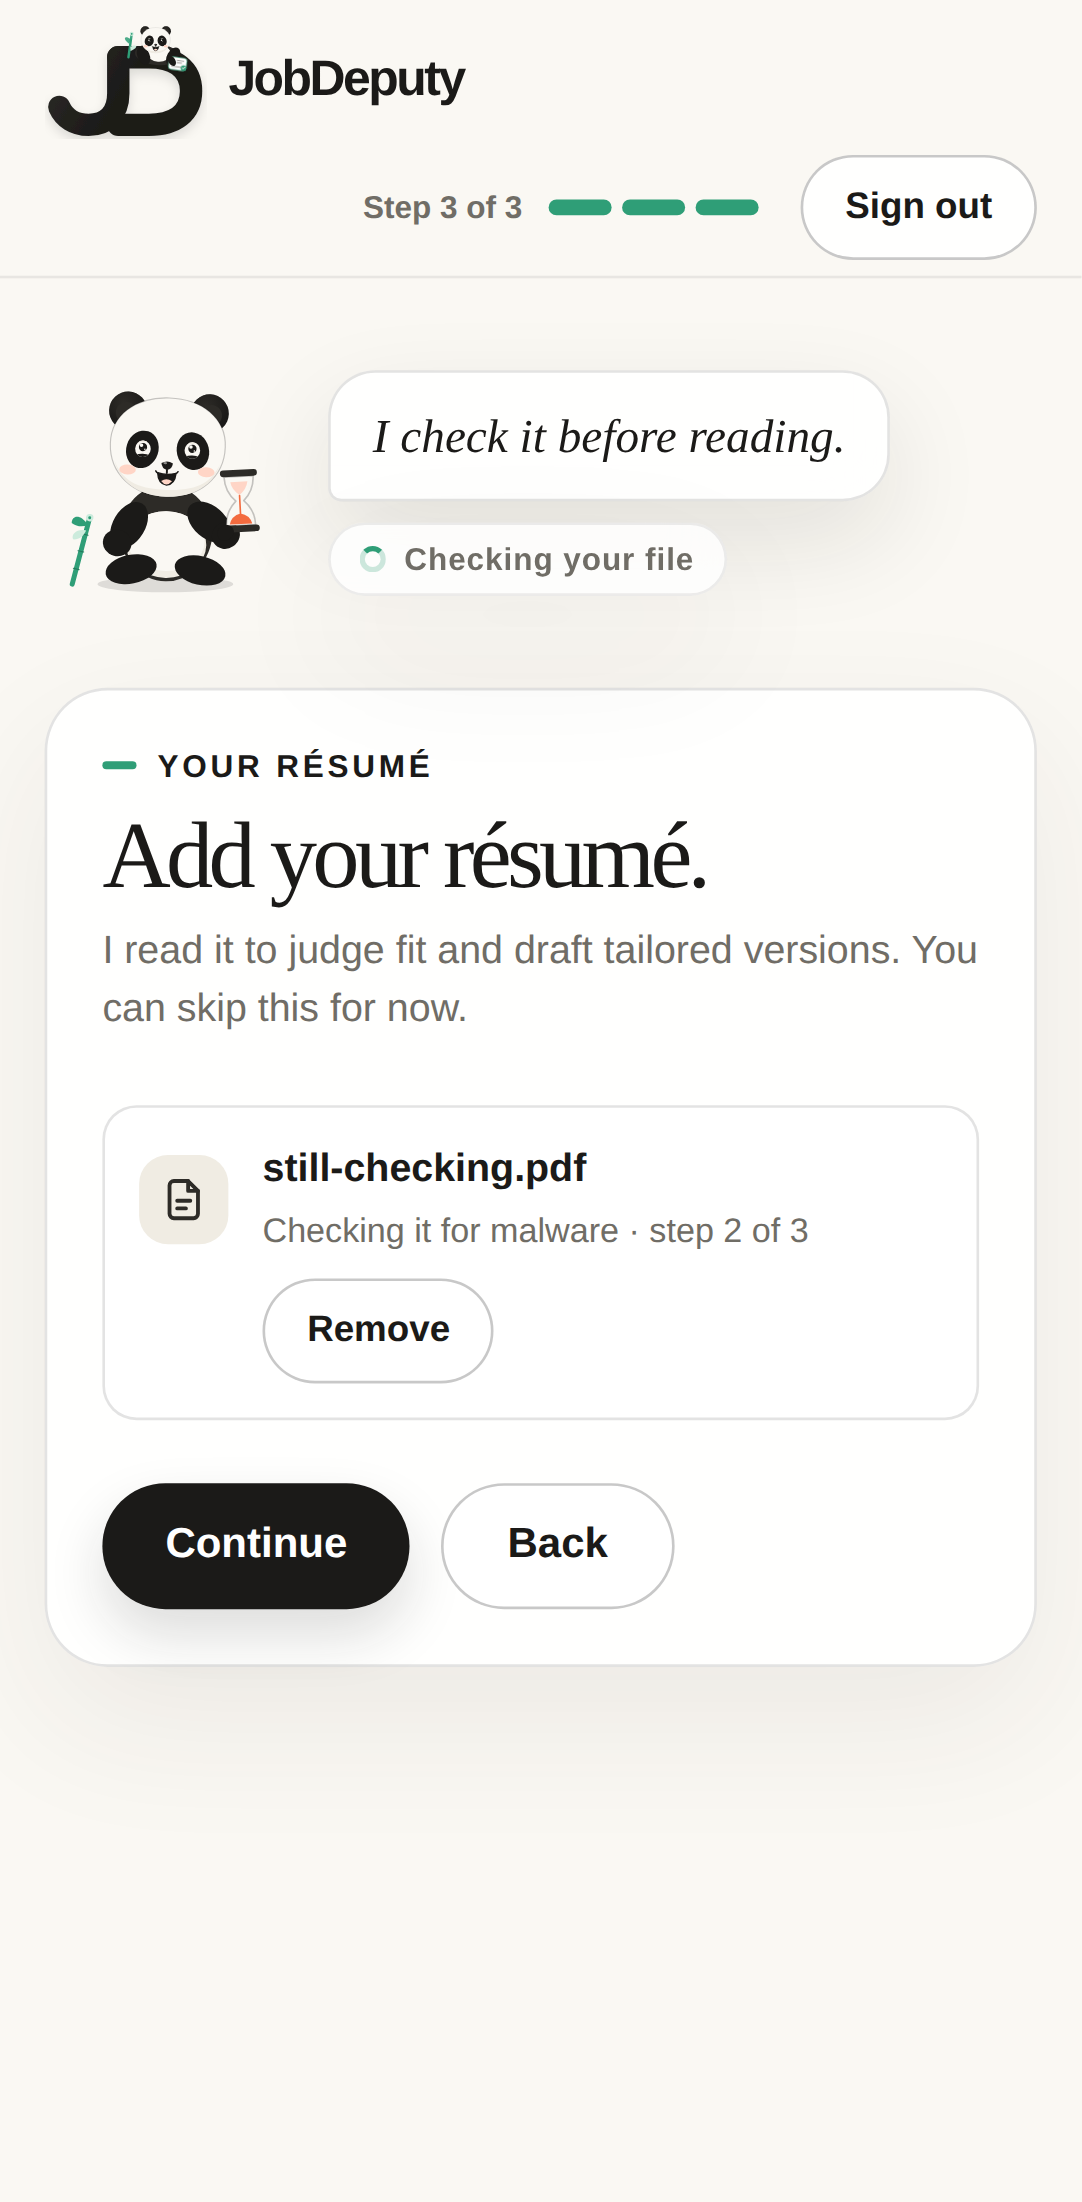 JobDeputy
Step 3 of 3
Sign out
I check it before reading.
Checking your file
YOUR RÉSUMÉ
Add your résumé.
I read it to judge fit and draft tailored versions. You
can skip this for now.
still-checking.pdf
Checking it for malware · step 2 of 3
Remove
Continue
Back